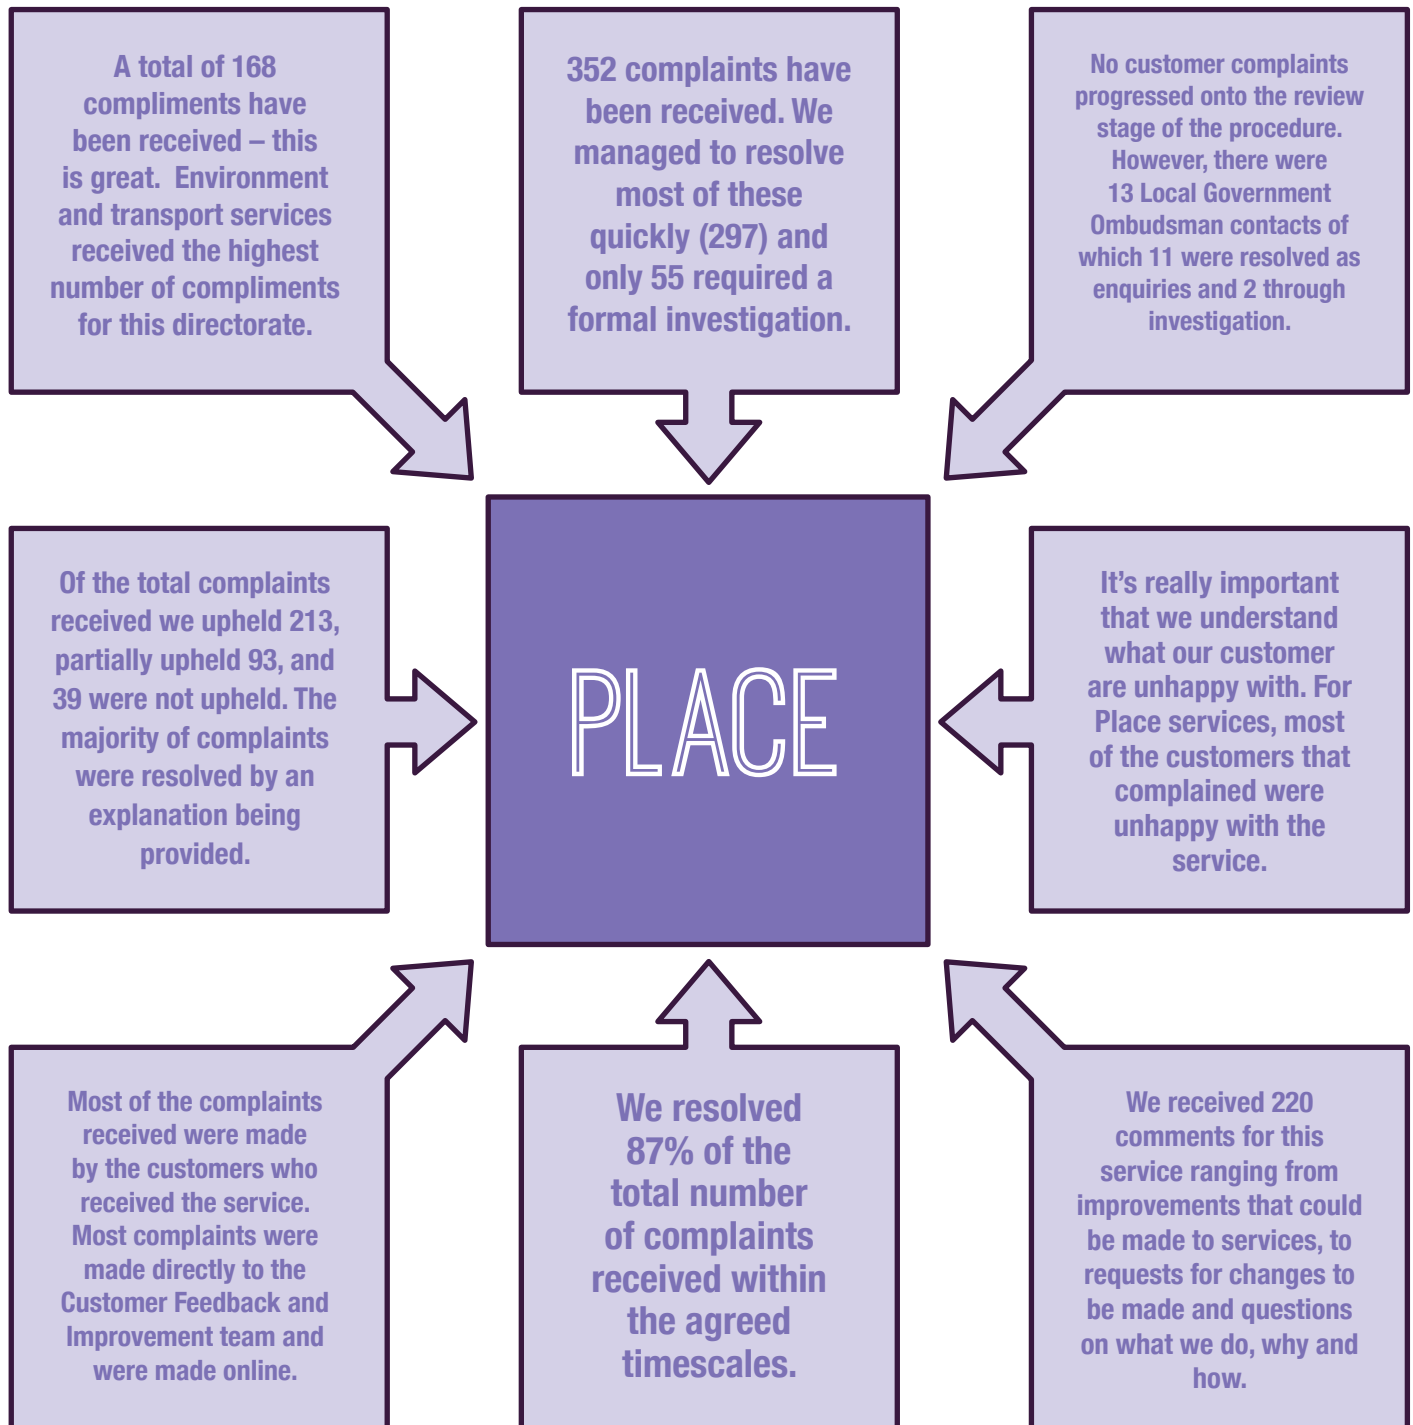 A total of 168
compliments have
been received – this
is great.  Environment
and transport services
received the highest
number of compliments
for this directorate.
352 complaints have
been received. We
managed to resolve
most of these
quickly (297) and
only 55 required a
formal investigation.
No customer complaints
progressed onto the review
stage of the procedure.
However, there were
13 Local Government
Ombudsman contacts of
which 11 were resolved as
enquiries and 2 through
investigation.
Of the total complaints
received we upheld 213,
partially upheld 93, and
39 were not upheld. The
majority of complaints
were resolved by an
explanation being
provided.
PLACE
It’s really important
that we understand
what our customer
are unhappy with. For
Place services, most
of the customers that
complained were
unhappy with the
service.
Most of the complaints
received were made
by the customers who
received the service.
Most complaints were
made directly to the
Customer Feedback and
Improvement team and
were made online.
We resolved
87% of the
total number
of complaints
received within
the agreed
timescales.
We received 220
comments for this
service ranging from
improvements that could
be made to services, to
requests for changes to
be made and questions
on what we do, why and
how.